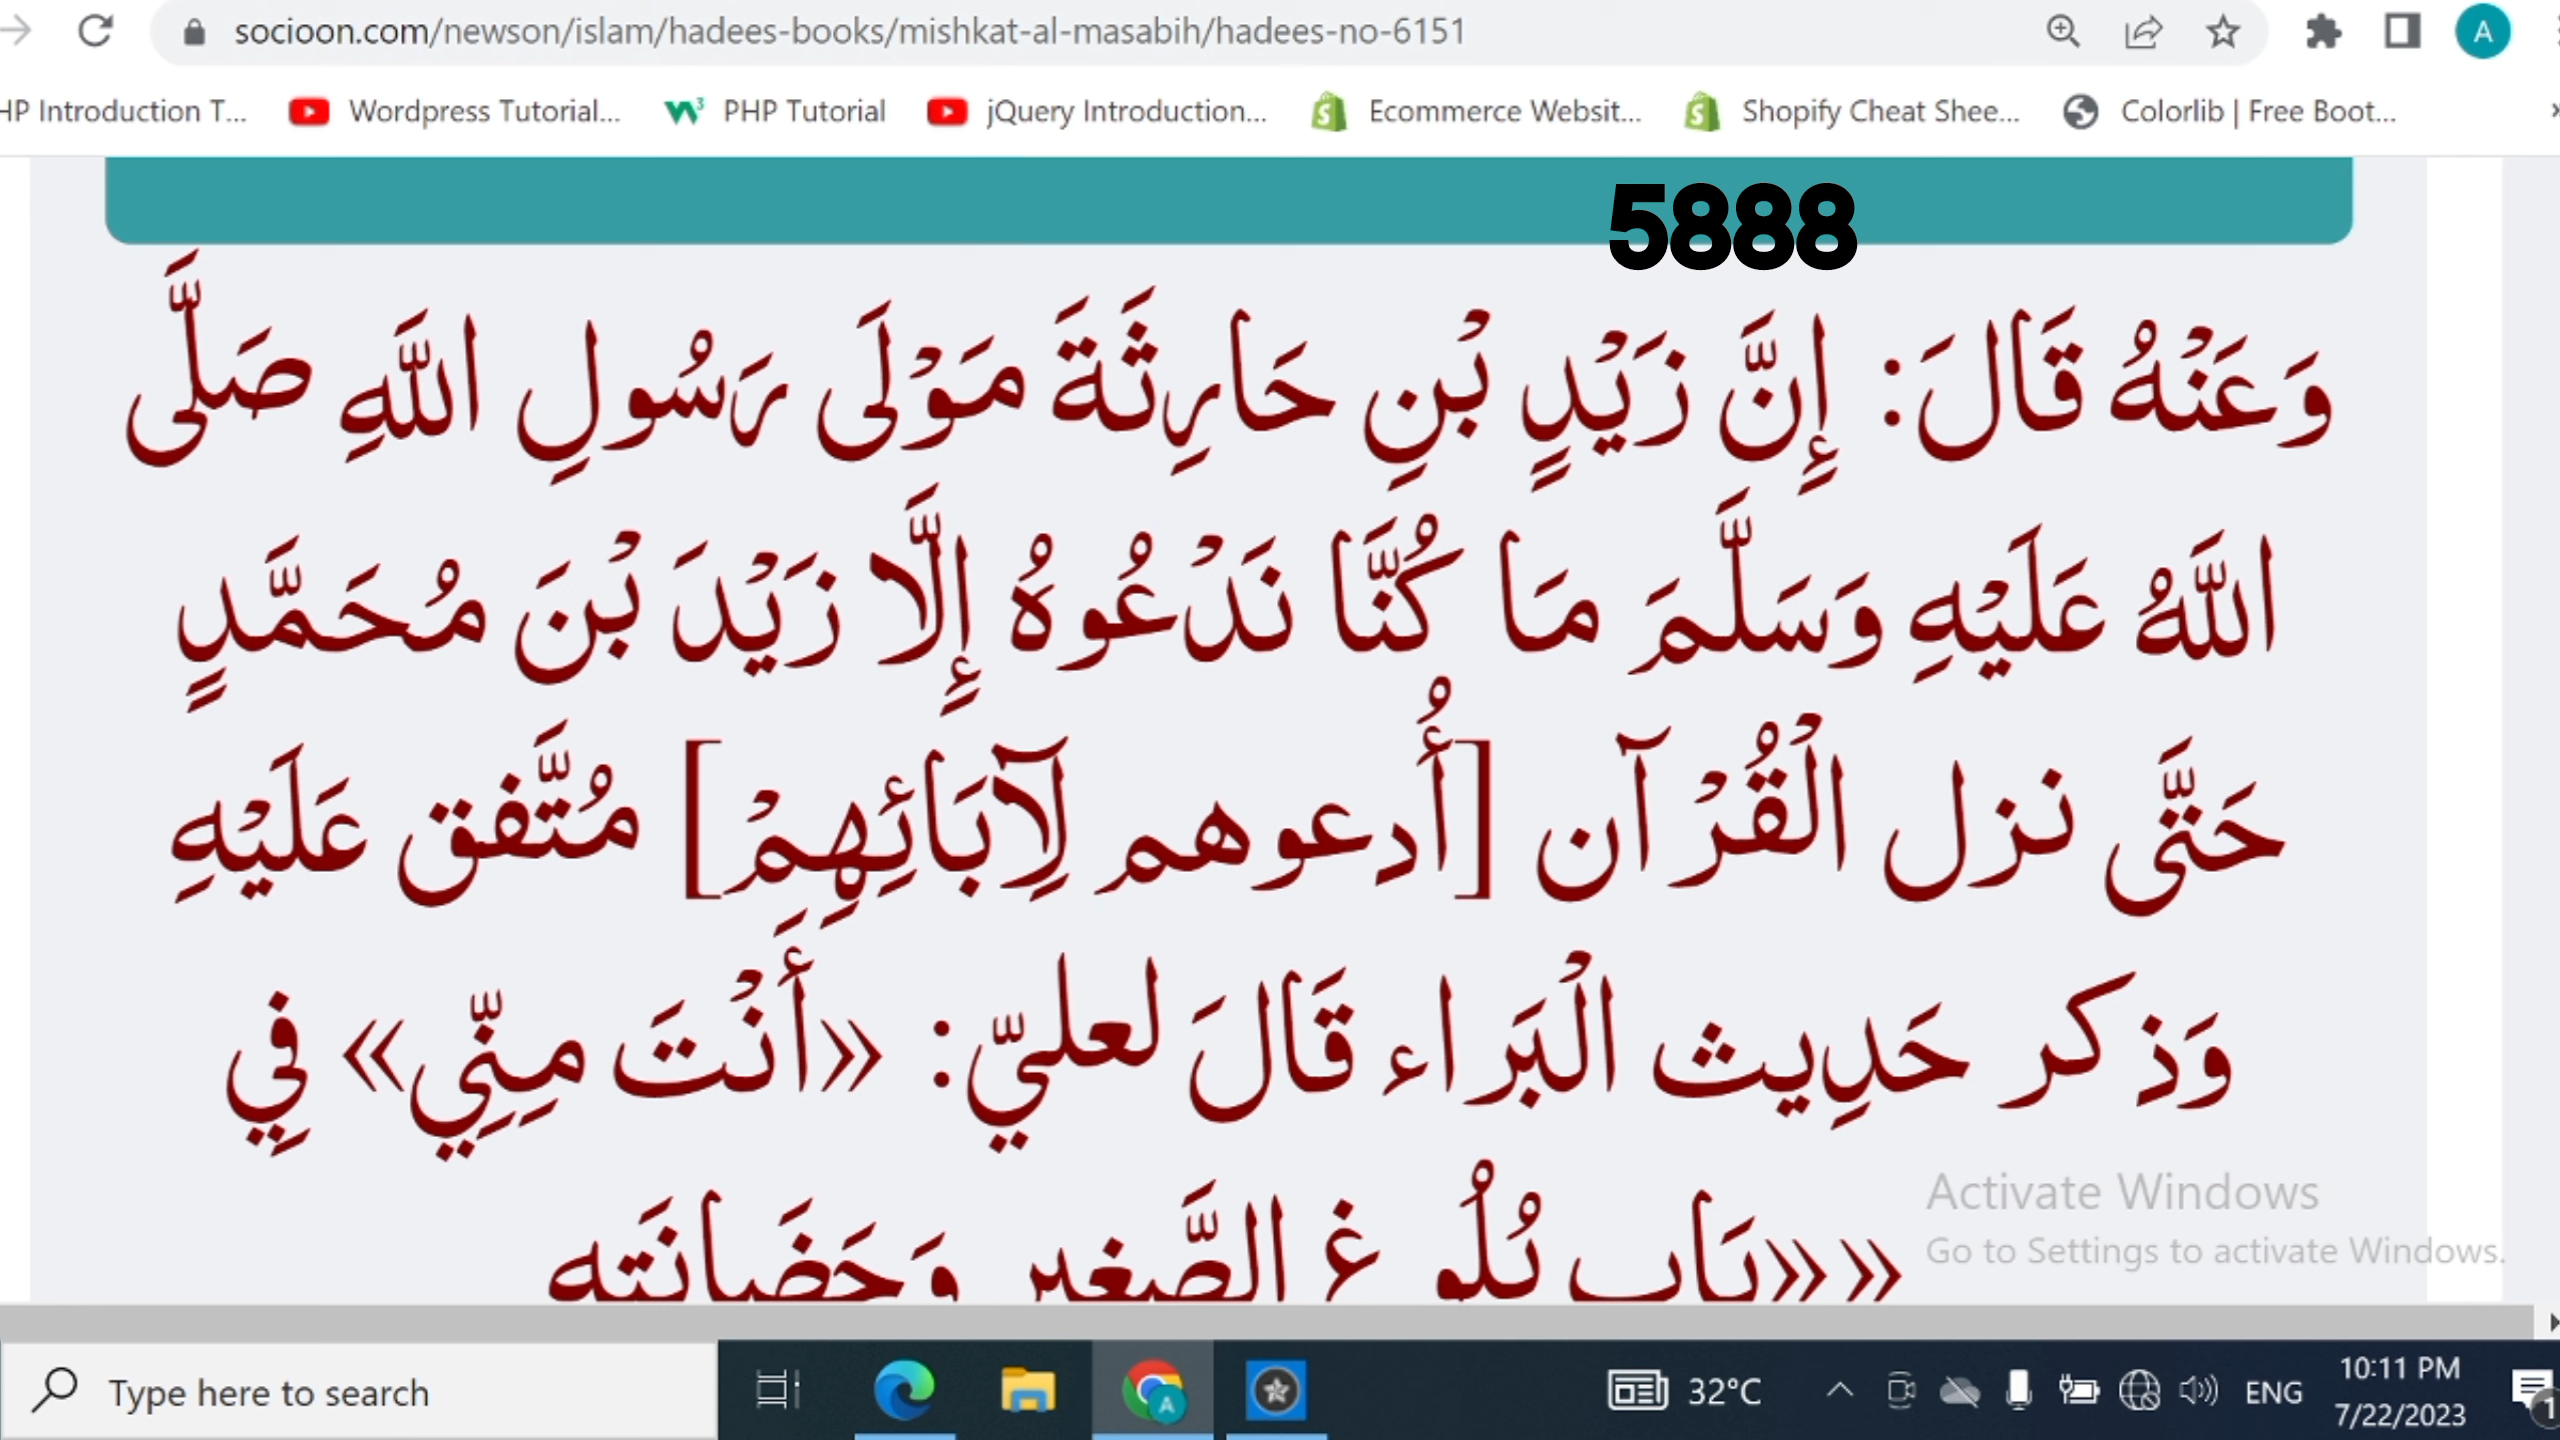 socioon.com/newson/islam/hadees-books/mishkat-al-masabih/hadees-no-6151
A
HP Introduction T...
Wordpress Tutorial...
PHP Tutorial
jQuery Introduction...
Ecommerce Websit...
Shopify Cheat Shee...
Colorlib | Free Boot...
5888
وَعَنْهُ قَالَ: إِنَّ زَيْدٍ بْنِ حَارِثَةَ مَوْلَى رَسُولِ اللَّهِ صَلَّى
اللَّهُ عَلَيْهِ وَسَلَّمَ مَا كُنَّا نَدْعُوهُ إِلَّا زَيْدَ بْنَ مُحَمَّدٍ
حَتَّى نزل الْقُرْآن [أُدعوهم لِآبَائِهِمْ] مُتَّفق عَلَيْهِ
وَذكر حَدِيث الْبَرَاء قَالَ لعليّ: «أَنْتَ مِنِّي» فِي
««بَاب بُلُوغ الصَّغِير وَحَضَانَته
Activate Windows
Go to Settings to activate Windows.
Type here to search
A
32°C
ENG
10:11 PM
7/22/2023
1